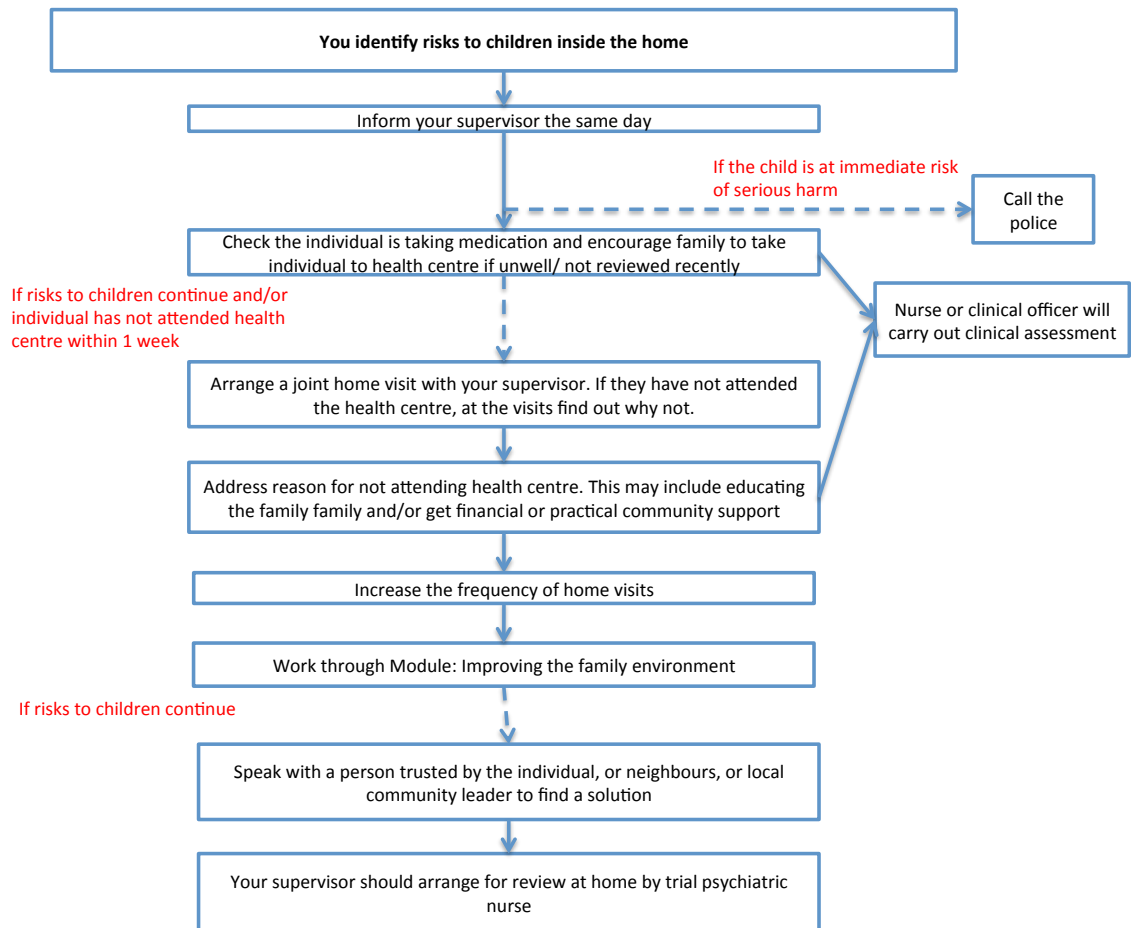 You identify risks to children inside the home
Inform your supervisor the same day
If the child is at immediate risk
of serious harm
Call the
police
Check the individual is taking medication and encourage family to take
individual to health centre if unwell/ not reviewed recently
If risks to children continue and/or
individual has not attended health
centre within 1 week
Nurse or clinical officer will
carry out clinical assessment
Arrange a joint home visit with your supervisor. If they have not attended
the health centre, at the visits find out why not.
Address reason for not attending health centre. This may include educating
the family family and/or get financial or practical community support
Increase the frequency of home visits
Work through Module: Improving the family environment
If risks to children continue
Speak with a person trusted by the individual, or neighbours, or local
community leader to find a solution
Your supervisor should arrange for review at home by trial psychiatric
nurse